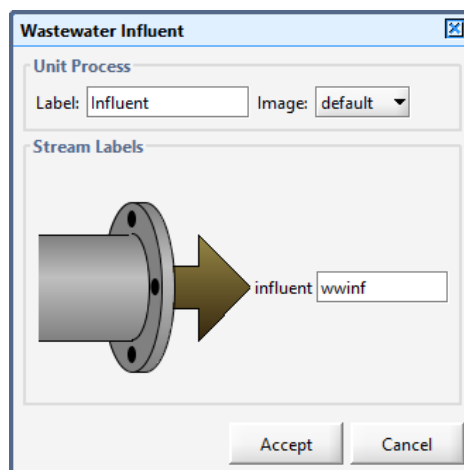 Wastewater Influent
Unit Process
Label: Influent Image: default
Stream Labels
influent wwinf
Accept Cancel